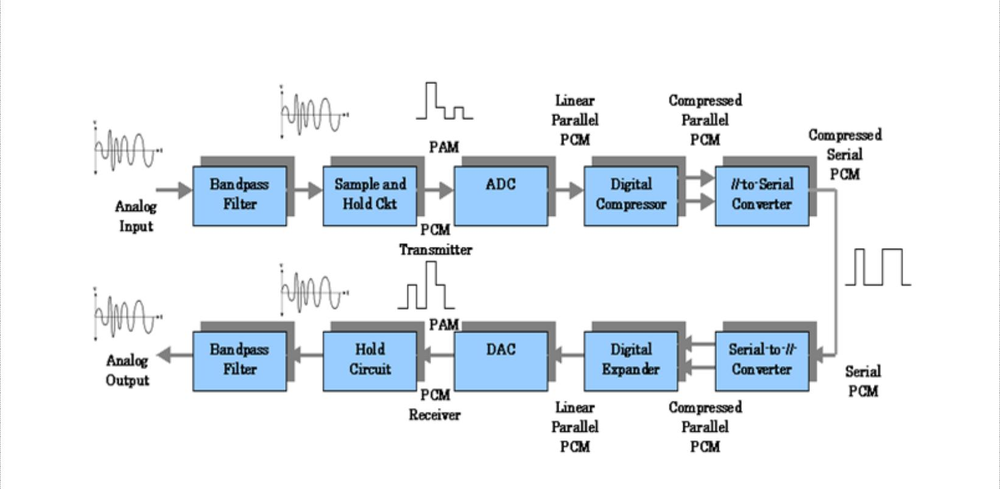 Linear
Parallel
PCM
Compressed
Parallel
PCM
Compressed
Serial
PCM
PAM
Analog
Input
Bandpass
Filter
Sample and
Hold Ckt
ADC
Digital
Compressor
//-to-Serial
Converter
PCM
Transmitter
PAM
Analog
Output
Bandpass
Filter
Hold
Circuit
DAC
Digital
Expander
Serial-to-//-
Converter
Serial
PCM
PCM
Receiver
Linear
Parallel
PCM
Compressed
Parallel
PCM